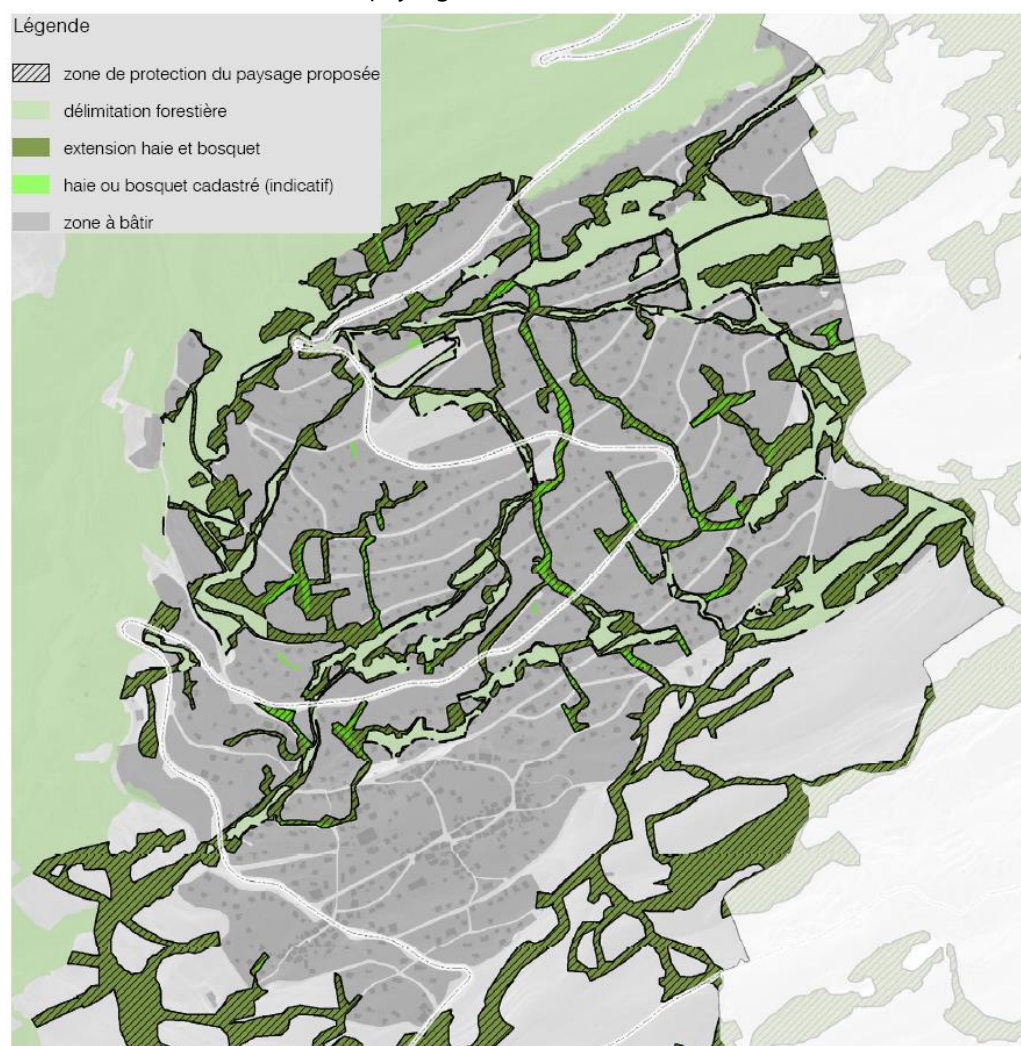 Légende
zone de protection du paysage proposée
délimitation forestière
extension haie et bosquet
haie ou bosquet cadastré (indicatif)
zone à bâtir